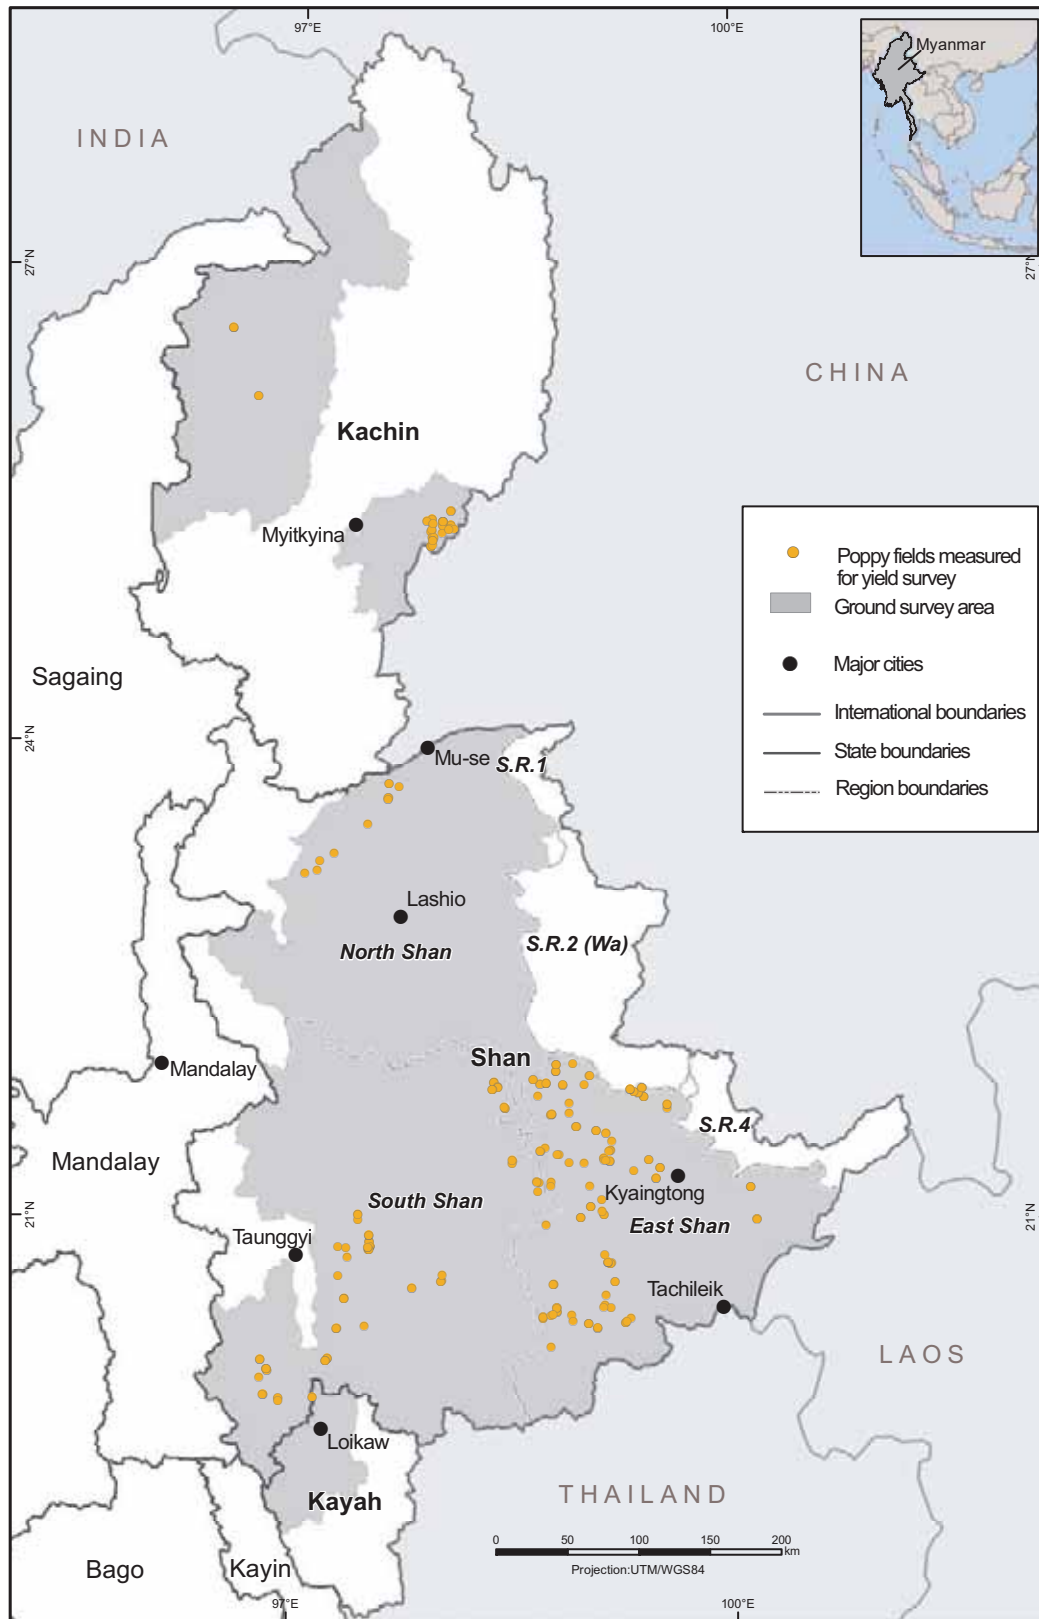 97°E
100°E
Myanmar
INDIA
27°N
27°N
CHINA
Kachin
Myitkyina
Poppy fields measured
for yield survey
Ground survey area
Major cities
International boundaries
State boundaries
Region boundaries
Sagaing
24°N
Mu-se
S.R.1
Lashio
North Shan
S.R.2 (Wa)
Shan
Mandalay
S.R.4
Mandalay
Kyaingtong
South Shan
East Shan
21°N
21°N
Taunggyi
Tachileik
LAOS
Loikaw
THAILAND
Kayah
0 50 100 150 200
km
Projection:UTM/WGS84
Bago
Kayin
97°E
100°E